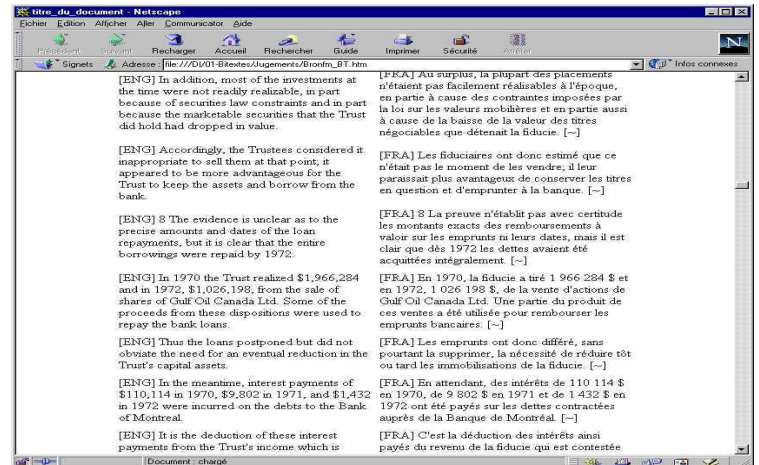 titre_du_document - Netscape
Fichier Edition Afficher Aller Communicator Aide
Précédent Suivant Recharger Accueil Rechercher Guide Imprimer Sécurité Arrêter
Signets Adresse : file:///D|/01-Bitextes/Jugements/Bronfm_BT.htm Infos connexes
[ENG] In addition, most of the investments at
the time were not readily realizable, in part
because of securities law constraints and in part
because the marketable securities that the Trust
did hold had dropped in value.
[FRA] Au surplus, la plupart des placements
n'étaient pas facilement réalisables à l'époque,
en partie à cause des contraintes imposées par
la loi sur les valeurs mobilières et en partie aussi
à cause de la baisse de la valeur des titres
négociables que détenait la fiducie. [~]
[ENG] Accordingly, the Trustees considered it
inappropriate to sell them at that point; it
appeared to be more advantageous for the
Trust to keep the assets and borrow from the
bank.
[FRA] Les fiduciaires ont donc estimé que ce
n'était pas le moment de les vendre; il leur
paraissait plus avantageux de conserver les titres
en question et d'emprunter à la banque. [~]
[ENG] 8 The evidence is unclear as to the
precise amounts and dates of the loan
repayments, but it is clear that the entire
borrowings were repaid by 1972.
[FRA] 8 La preuve n'établit pas avec certitude
les montants exacts des remboursements à
valoir sur les emprunts ni leurs dates, mais il est
clair que dès 1972 les dettes avaient été
acquittées intégralement. [~]
[ENG] In 1970 the Trust realized $1,966,284
and in 1972, $1,026,198, from the sale of
shares of Gulf Oil Canada Ltd. Some of the
proceeds from these dispositions were used to
repay the bank loans.
[FRA] En 1970, la fiducie a tiré 1 966 284 $ et
en 1972, 1 026 198 $, de la vente d'actions de
Gulf Oil Canada Ltd. Une partie du produit de
ces ventes a été utilisée pour rembourser les
emprunts bancaires. [~]
[ENG] Thus the loans postponed but did not
obviate the need for an eventual reduction in the
Trust's capital assets.
[FRA] Les emprunts ont donc différé, sans
pourtant la supprimer, la nécessité de réduire tôt
ou tard les immobilisations de la fiducie. [~]
[ENG] In the meantime, interest payments of
$110,114 in 1970, $9,802 in 1971, and $1,432
in 1972 were incurred on the debts to the Bank
of Montreal.
[FRA] En attendant, des intérêts de 110 114 $
en 1970, de 9 802 $ en 1971 et de 1 432 $ en
1972 ont été payés sur les dettes contractées
auprès de la Banque de Montréal. [~]
[ENG] It is the deduction of these interest
payments from the Trust's income which is
[FRA] C'est la déduction des intérêts ainsi
payés du revenu de la fiducie qui est contestée
Document : chargé